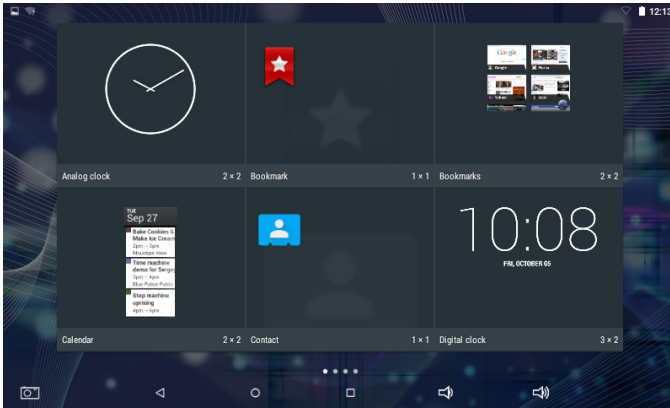 12:13
Analog clock
2 × 2
Bookmark
1 × 1
Google
Bookmarks
2 × 2
TUE
Sep 27
Bake Cookies &
Make Ice Cream
2pm – 3pm
Mountain View
Time machine
demo for Sergey
3pm – 4pm
Blue Police Public
Stop machine
uprising
4pm – 5pm
Calendar
2 × 2
Contact
1 × 1
10:08
FRI, OCTOBER 05
Digital clock
3 × 2